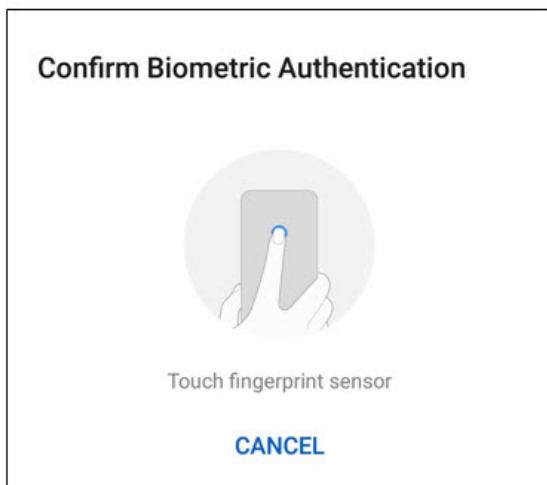 Confirm Biometric Authentication
Touch fingerprint sensor
CANCEL